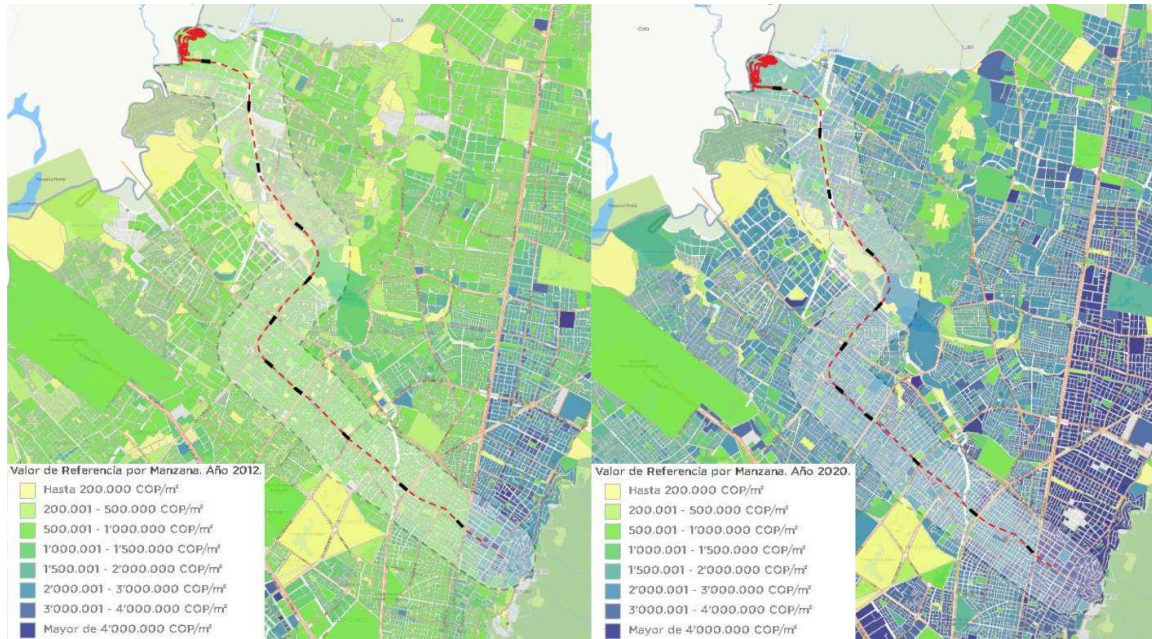 Valor de Referencia por Manzana. Año 2012.
Hasta 200.000 COP/m²
200.001 - 500.000 COP/m²
500.001 - 1'000.000 COP/m²
1'000.001 - 1'500.000 COP/m²
1'500.001 - 2'000.000 COP/m²
2'000.001 - 3'000.000 COP/m²
3'000.001 - 4'000.000 COP/m²
Mayor de 4'000.000 COP/m²
Cota
SUBA
Valor de Referencia por Manzana. Año 2020.
Hasta 200.000 COP/m²
200.001 - 500.000 COP/m²
500.001 - 1'000.000 COP/m²
1'000.001 - 1'500.000 COP/m²
1'500.001 - 2'000.000 COP/m²
2'000.001 - 3'000.000 COP/m²
3'000.001 - 4'000.000 COP/m²
Mayor de 4'000.000 COP/m²